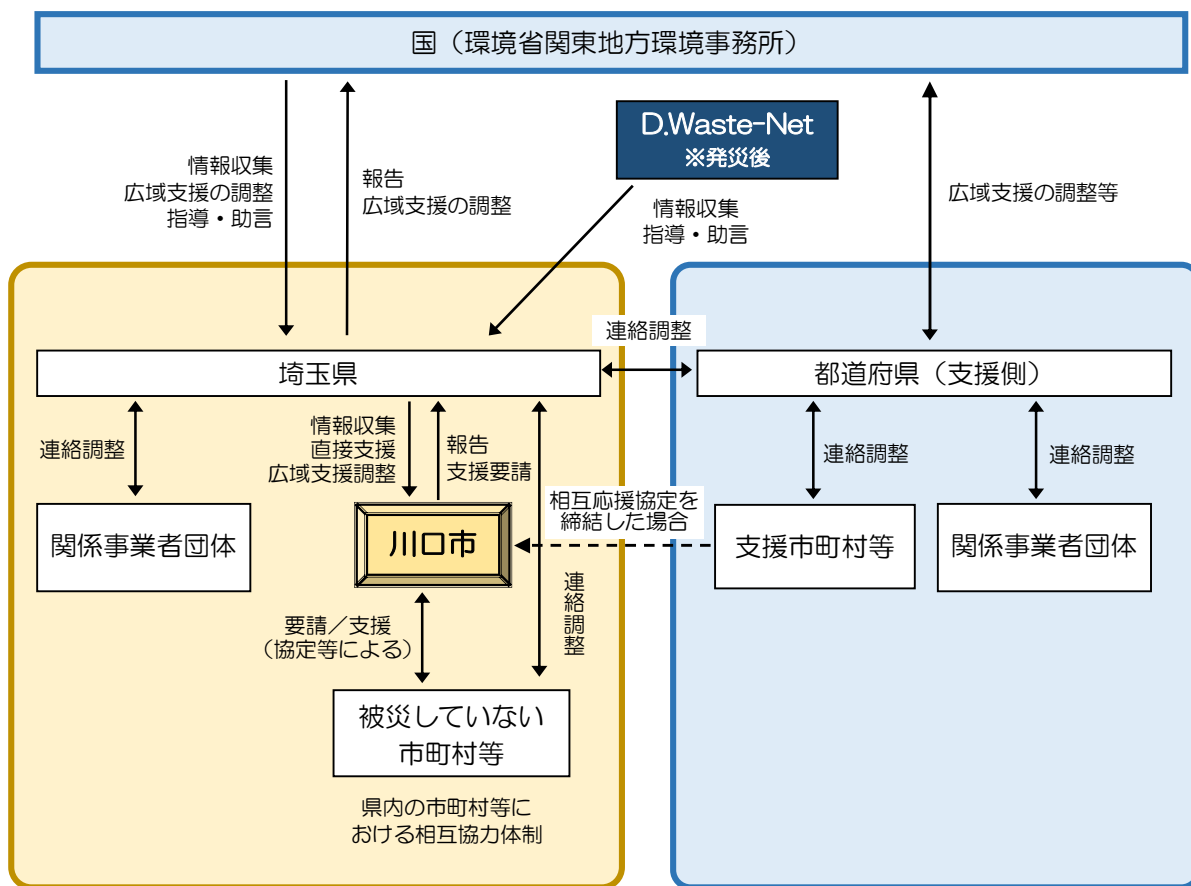 国（環境省関東地方環境事務所）
D.Waste-Net
※発災後
情報収集
広域支援の調整
指導・助言
報告
広域支援の調整
情報収集
指導・助言
広域支援の調整等
連絡調整
埼玉県
都道府県（支援側）
連絡調整
情報収集
直接支援
広域支援調整
報告
支援要請
連絡調整
連絡調整
相互応援協定を
締結した場合
関係事業者団体
川口市
支援市町村等
関係事業者団体
連絡調整
要請／支援
（協定等による）
被災していない
市町村等
県内の市町村等に
おける相互協力体制